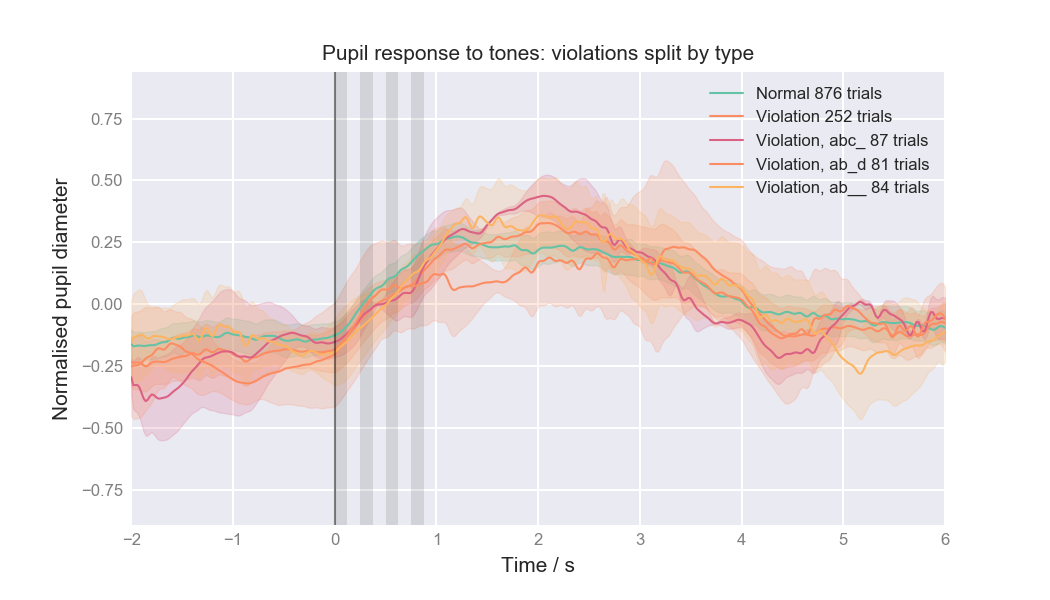 Pupil response to tones: violations split by type
Normal 876 trials
Violation 252 trials
Violation, abc_ 87 trials
Violation, ab_d 81 trials
Violation, ab__ 84 trials
Normalised pupil diameter
0.75
0.50
0.25
0.00
−0.25
−0.50
−0.75
−2 −1 0 1 2 3 4 5 6
Time / s